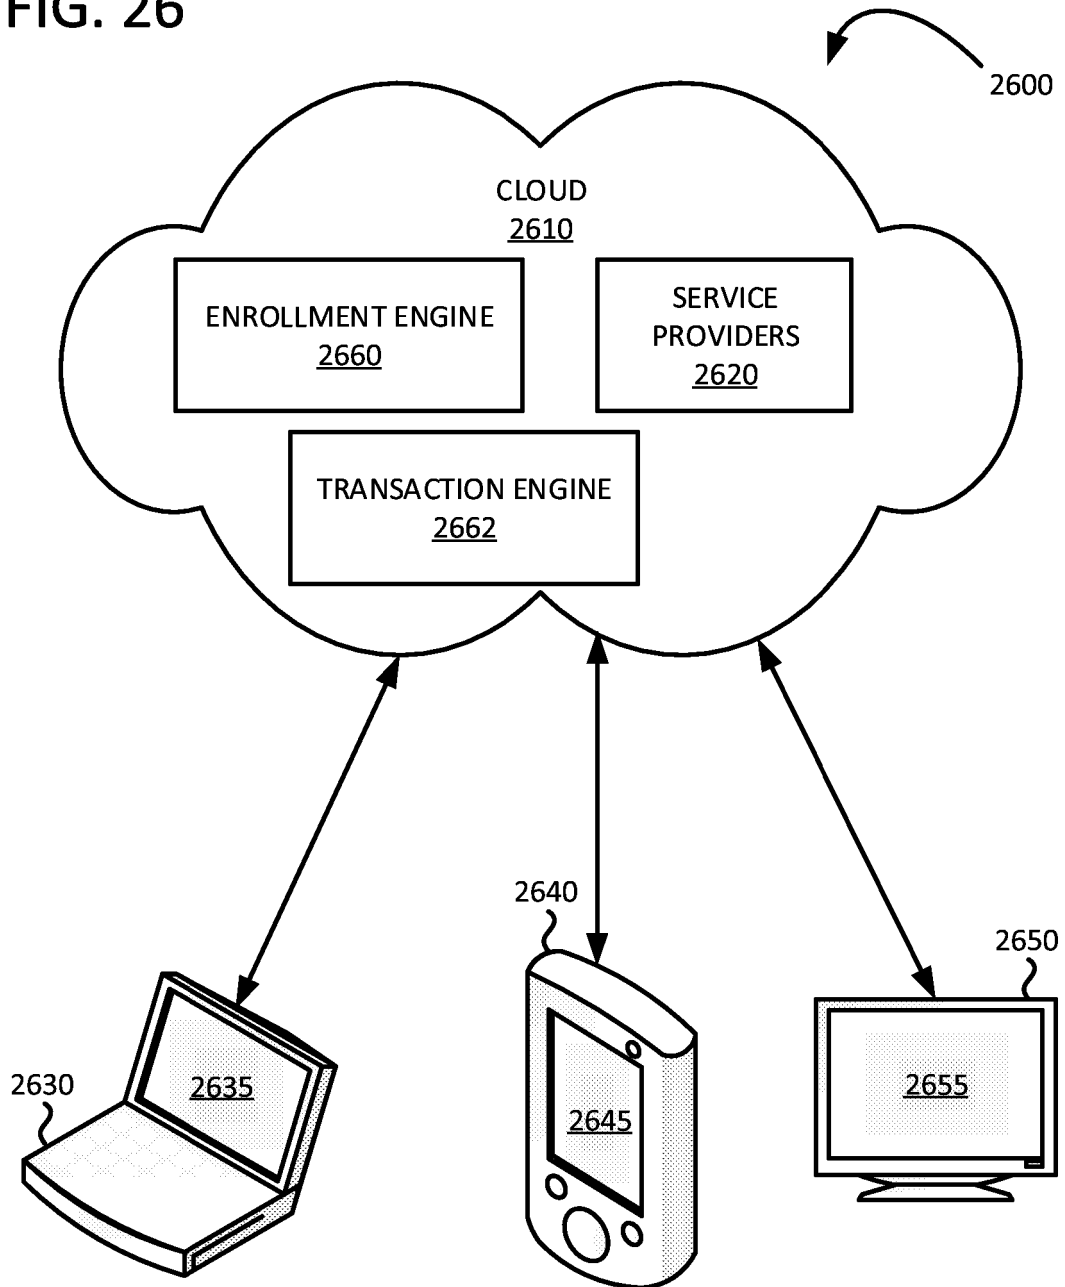 FIG. 26
2600
CLOUD
2610
ENROLLMENT ENGINE
2660
SERVICE
PROVIDERS
2620
TRANSACTION ENGINE
2662
2640
2650
2630
2635
2645
2655